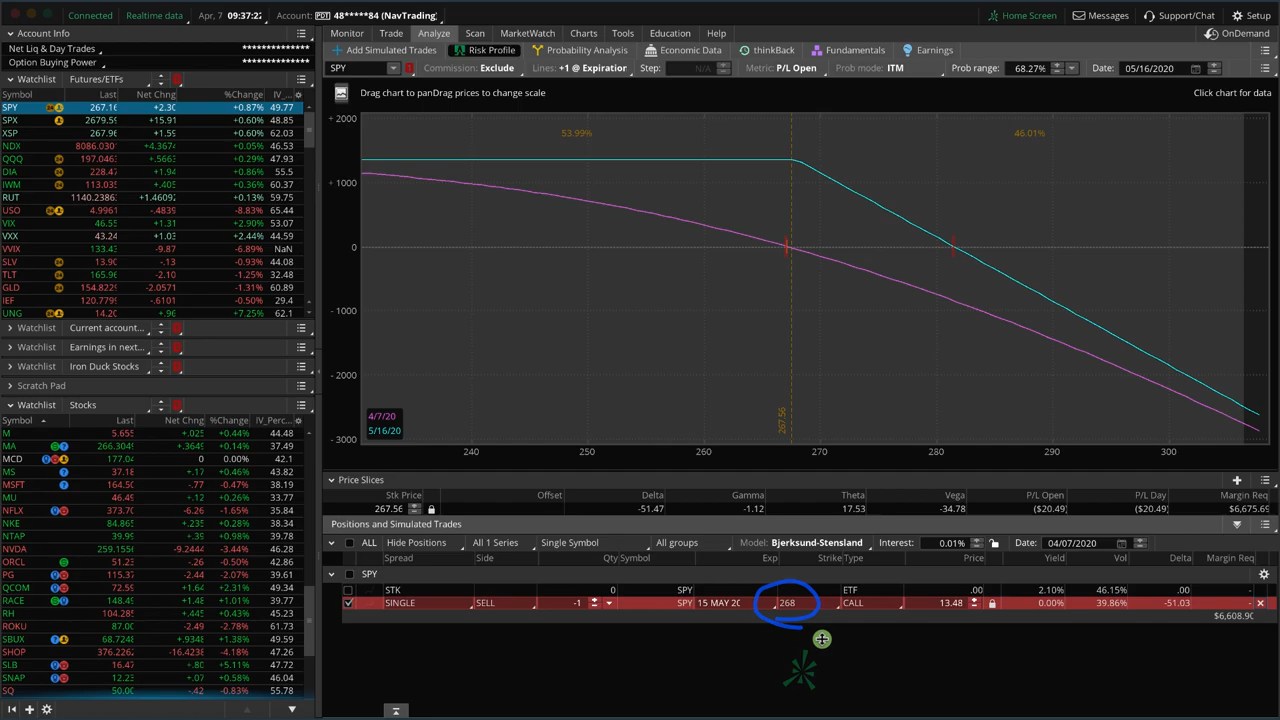 Connected Realtime data Apr, 7 09:37:22 Account: PDT 48*****84 (NavTrading) Home Screen Messages Support/Chat Setup
Account Info Monitor Trade Analyze Scan MarketWatch Charts Tools Education Help OnDemand
Net Liq & Day Trades **************
Option Buying Power **************
Add Simulated Trades Risk Profile Probability Analysis Economic Data thinkBack Fundamentals Earnings
SPY Commission: Exclude Lines: +1 @ Expiration Step: N/A Metric: P/L Open Prob mode: ITM Prob range: 68.27% Date: 05/16/2020
Drag chart to panDrag prices to change scale Click chart for data
Watchlist Futures/ETFs
Symbol Last Net Chng %Change IV_...
SPY 267.16 +2.30 +0.87% 49.77
SPX 2679.59 +15.91 +0.60% 48.85
XSP 267.96 +1.59 +0.60% 62.03
NDX 8086.0301 +4.3674 +0.05% 46.53
QQQ 197.0463 +.5663 +0.29% 47.93
DIA 228.47 +1.94 +0.86% 55.5
IWM 113.035 +.405 +0.36% 60.37
RUT 1140.2386 +1.46092 +0.13% 59.75
USO 4.9961 -.4839 -8.83% 65.44
VIX 46.55 +1.31 +2.90% 53.07
VXX 43.24 +1.03 +2.44% 32.90
VVIX 133.43 -9.87 -6.89% NaN
SLV 13.90 -.13 -0.93% 44.08
TLT 165.96 -2.10 -1.25% 32.48
GLD 154.8229 -2.0571 -1.31% 60.89
IEF 120.7799 -.6101 -0.50% 29.4
UNG 14.20 +.96 +7.25% 62.1
Watchlist Current account...
Watchlist Earnings in next...
Watchlist Iron Duck Stocks
Scratch Pad
Watchlist Stocks
Symbol Last Net Chng %Change IV_Perc...
M 5.655 +.025 +0.44% 44.48
MA 266.3049 +.3649 +0.14% 37.49
MCD 177.04 0 0.00% 42.1
MS 37.18 +.17 +0.46% 43.82
MSFT 164.50 -.77 -0.47% 38.19
MU 46.49 +.12 +0.26% 33.77
NFLX 373.70 -6.26 -1.65% 35.84
NKE 84.865 +.235 +0.28% 38.34
NTAP 39.99 +.195 +0.49% 39.54
NVDA 259.1556 -9.2444 -3.44% 46.28
ORCL 51.26 -.26 -0.50% 42.86
PG 115.37 -2.44 -2.07% 39.61
QCOM 72.59 +1.64 +2.31% 49.34
RACE 148.49 +1.48 +1.01% 39.36
RH 104.285 +.445 +0.43% 38.95
ROKU 87.00 -2.49 -2.78% 38.67
SBUX 68.7248 +.9348 +1.38% 39.59
SHOP 376.2262 -16.4238 -4.18% 47.26
SLB 16.47 +.80 +5.11% 47.72
SNAP 12.23 +.07 +0.58% 46.04
SQ 50.00 -.42 -0.83% 55.78
53.99% 46.01%
+ 2000
+ 1000
0
- 1000
- 2000
- 3000
267.56
4/7/20
5/16/20
240 250 260 270 280 290 300
Price Slices
Stk Price Offset Delta Gamma Theta Vega P/L Open P/L Day Margin Req
267.56 -51.47 -1.12 17.53 -34.78 ($20.49) ($20.49) $6,675.69
Positions and Simulated Trades
ALL Hide Positions All 1 Series Single Symbol All groups Model: Bjerksund-Stensland Interest: 0.01% Date: 04/07/2020
Spread Side Qty Symbol Exp Strike Type Price Yields Vol Delta Margin Req
SPY
STK 0 SPY ETF .00 2.10% 46.15% .00 -
SINGLE SELL -1 SPY 15 MAY 20 268 CALL 13.48 0.00% 39.86% -51.03 -
$6,608.90